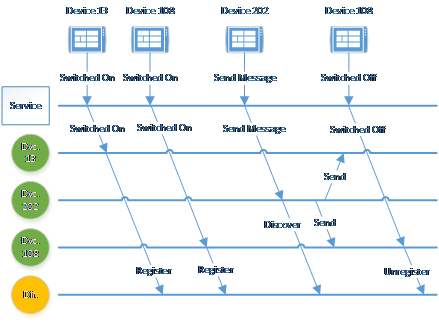 Device 13 Device 108 Device 202 Device 108
Switched On Switched On Send Message Switched Off
Service
Switched On Switched On Send Message Switched Off
Dvc. 13
Send
Dvc. 202
Discover Send
Dvc. 108
Register Register Unregister
Dir.